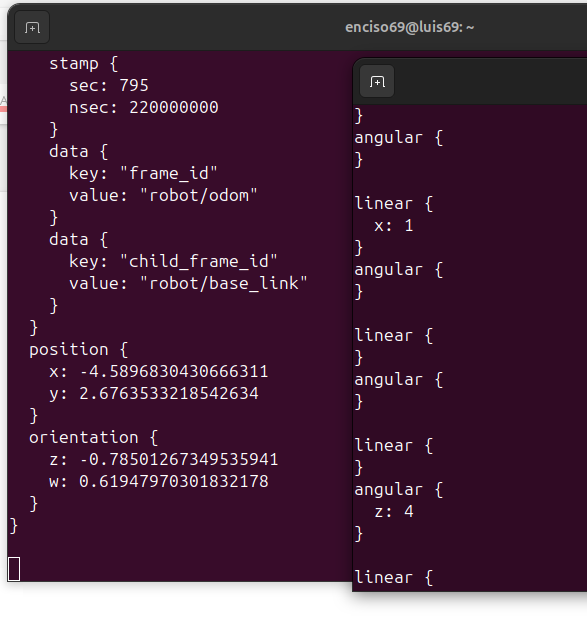 enciso69@luis69: ~
stamp {
sec: 795
nsec: 220000000
}
data {
key: "frame_id"
value: "robot/odom"
}
data {
key: "child_frame_id"
value: "robot/base_link"
}
}
position {
x: -4.5896830430666311
y: 2.6763533218542634
}
orientation {
z: -0.78501267349535941
w: 0.61947970301832178
}
}
}
angular {
}
linear {
x: 1
}
angular {
}
linear {
}
angular {
}
linear {
}
angular {
z: 4
}
linear {